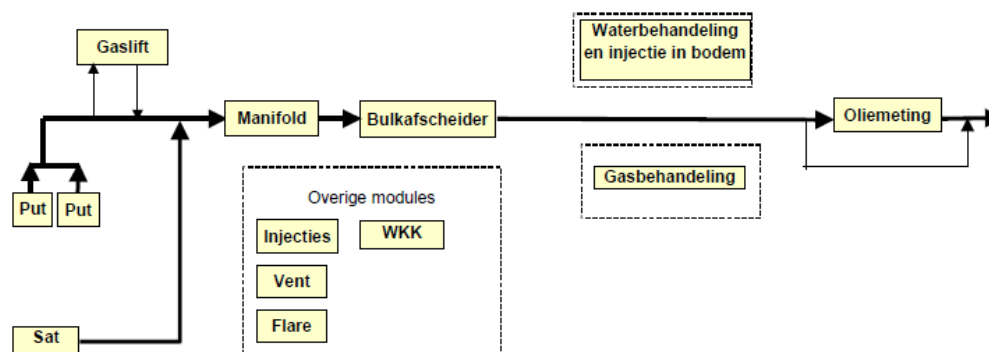 Waterbehandeling
en injectie in bodem
Gaslift
Manifold
Bulkafscheider
Oliemeting
Gasbehandeling
Put
Put
Overige modules
Injecties
WKK
Vent
Flare
Sat